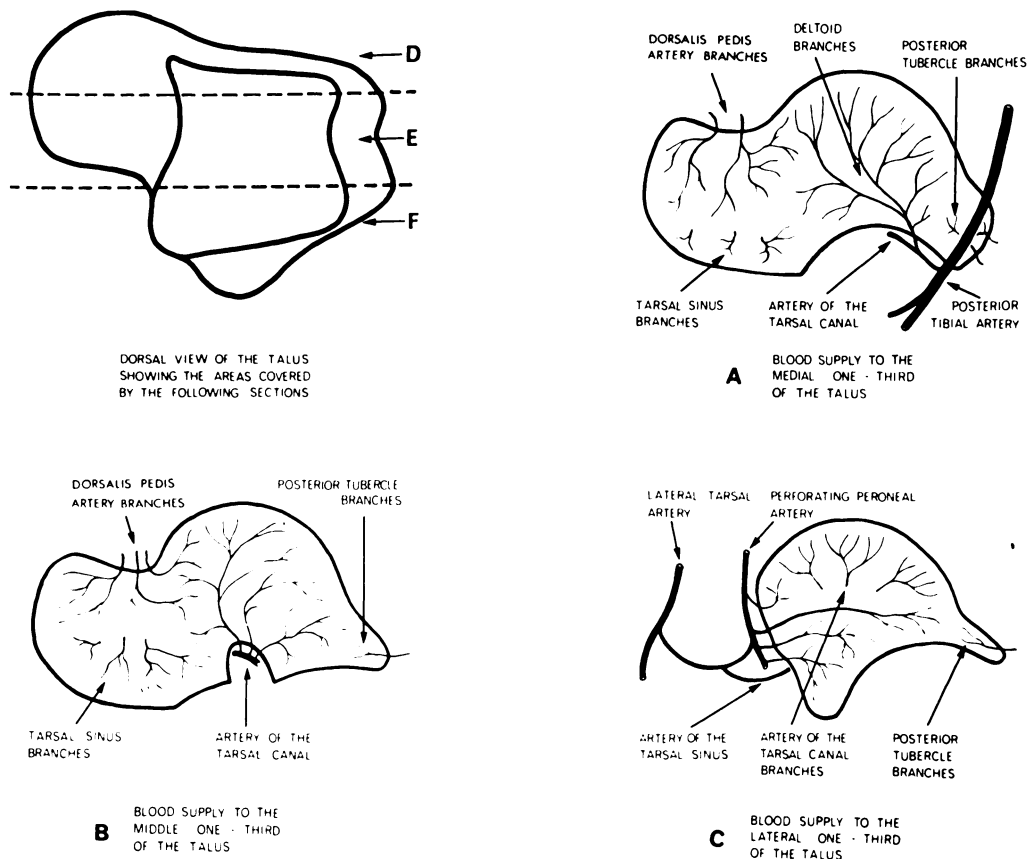 D
E
F
DORSAL VIEW OF THE TALUS
SHOWING THE AREAS COVERED
BY THE FOLLOWING SECTIONS
DORSALIS PEDIS
ARTERY BRANCHES
DELTOID
BRANCHES
POSTERIOR
TUBERCLE BRANCHES
TARSAL SINUS
BRANCHES
ARTERY OF THE
TARSAL CANAL
POSTERIOR
TIBIAL ARTERY
A
BLOOD SUPPLY TO THE
MEDIAL ONE - THIRD
OF THE TALUS
DORSALIS PEDIS
ARTERY BRANCHES
POSTERIOR TUBERCLE
BRANCHES
TARSAL SINUS
BRANCHES
ARTERY OF THE
TARSAL CANAL
B
BLOOD SUPPLY TO THE
MIDDLE ONE - THIRD
OF THE TALUS
LATERAL TARSAL
ARTERY
PERFORATING PERONEAL
ARTERY
ARTERY OF THE
TARSAL SINUS
ARTERY OF THE
TARSAL CANAL
BRANCHES
POSTERIOR
TUBERCLE
BRANCHES
C
BLOOD SUPPLY TO THE
LATERAL ONE - THIRD
OF THE TALUS